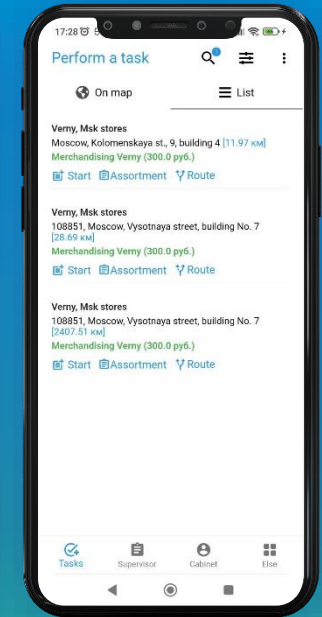 17:28
Perform a task
On map
List
Verny, Msk stores
Moscow, Kolomenskaya st., 9, building 4 [11.97 км]
Merchandising Verny (300.0 руб.)
Start Assortment Route
Verny, Msk stores
108851, Moscow, Vysotnaya street, building No. 7
[28.69 км]
Merchandising Verny (300.0 руб.)
Start Assortment Route
Verny, Msk stores
108851, Moscow, Vysotnaya street, building No. 7
[2407.51 км]
Merchandising Verny (300.0 руб.)
Start Assortment Route
Tasks Supervisor Cabinet Else